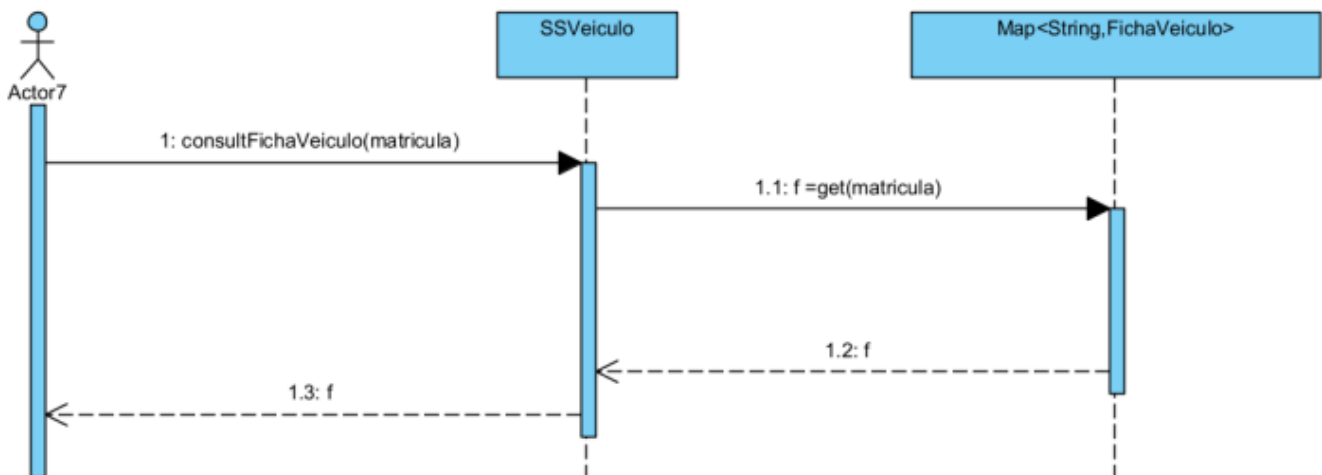 SSVeiculo
Map<String,FichaVeiculo>
Actor7
1: consultFichaVeiculo(matricula)
1.1: f =get(matricula)
1.2: f
1.3: f